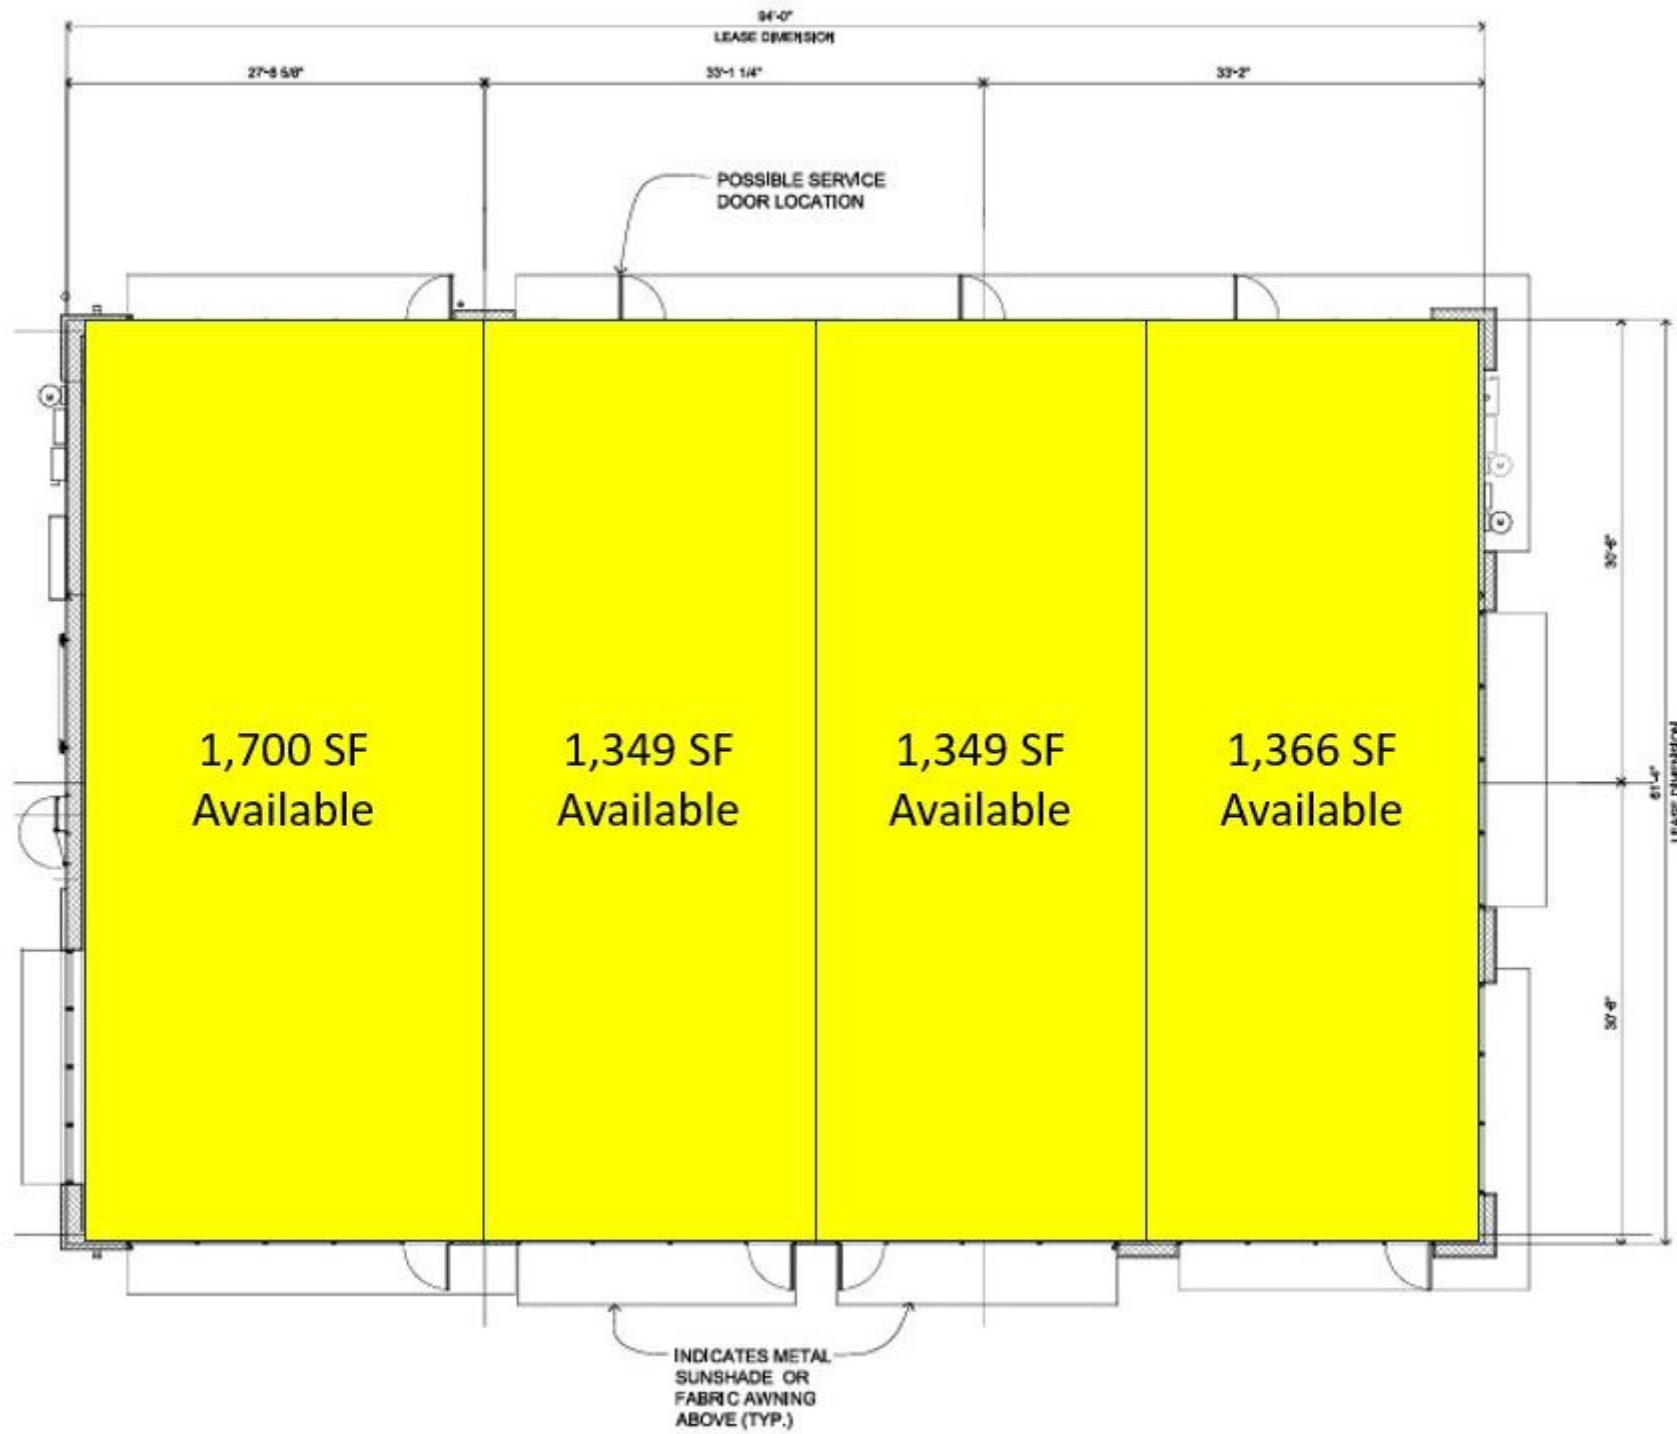 94'-0"
LEASE DIMENSION
27'-8 5/8"
33'-1 1/4"
33'-2"
POSSIBLE SERVICE
DOOR LOCATION
1,700 SF
Available
1,349 SF
Available
1,349 SF
Available
1,366 SF
Available
30'-8"
61'-4"
LEASE DIMENSION
30'-8"
INDICATES METAL
SUNSHADE OR
FABRIC AWNING
ABOVE (TYP.)